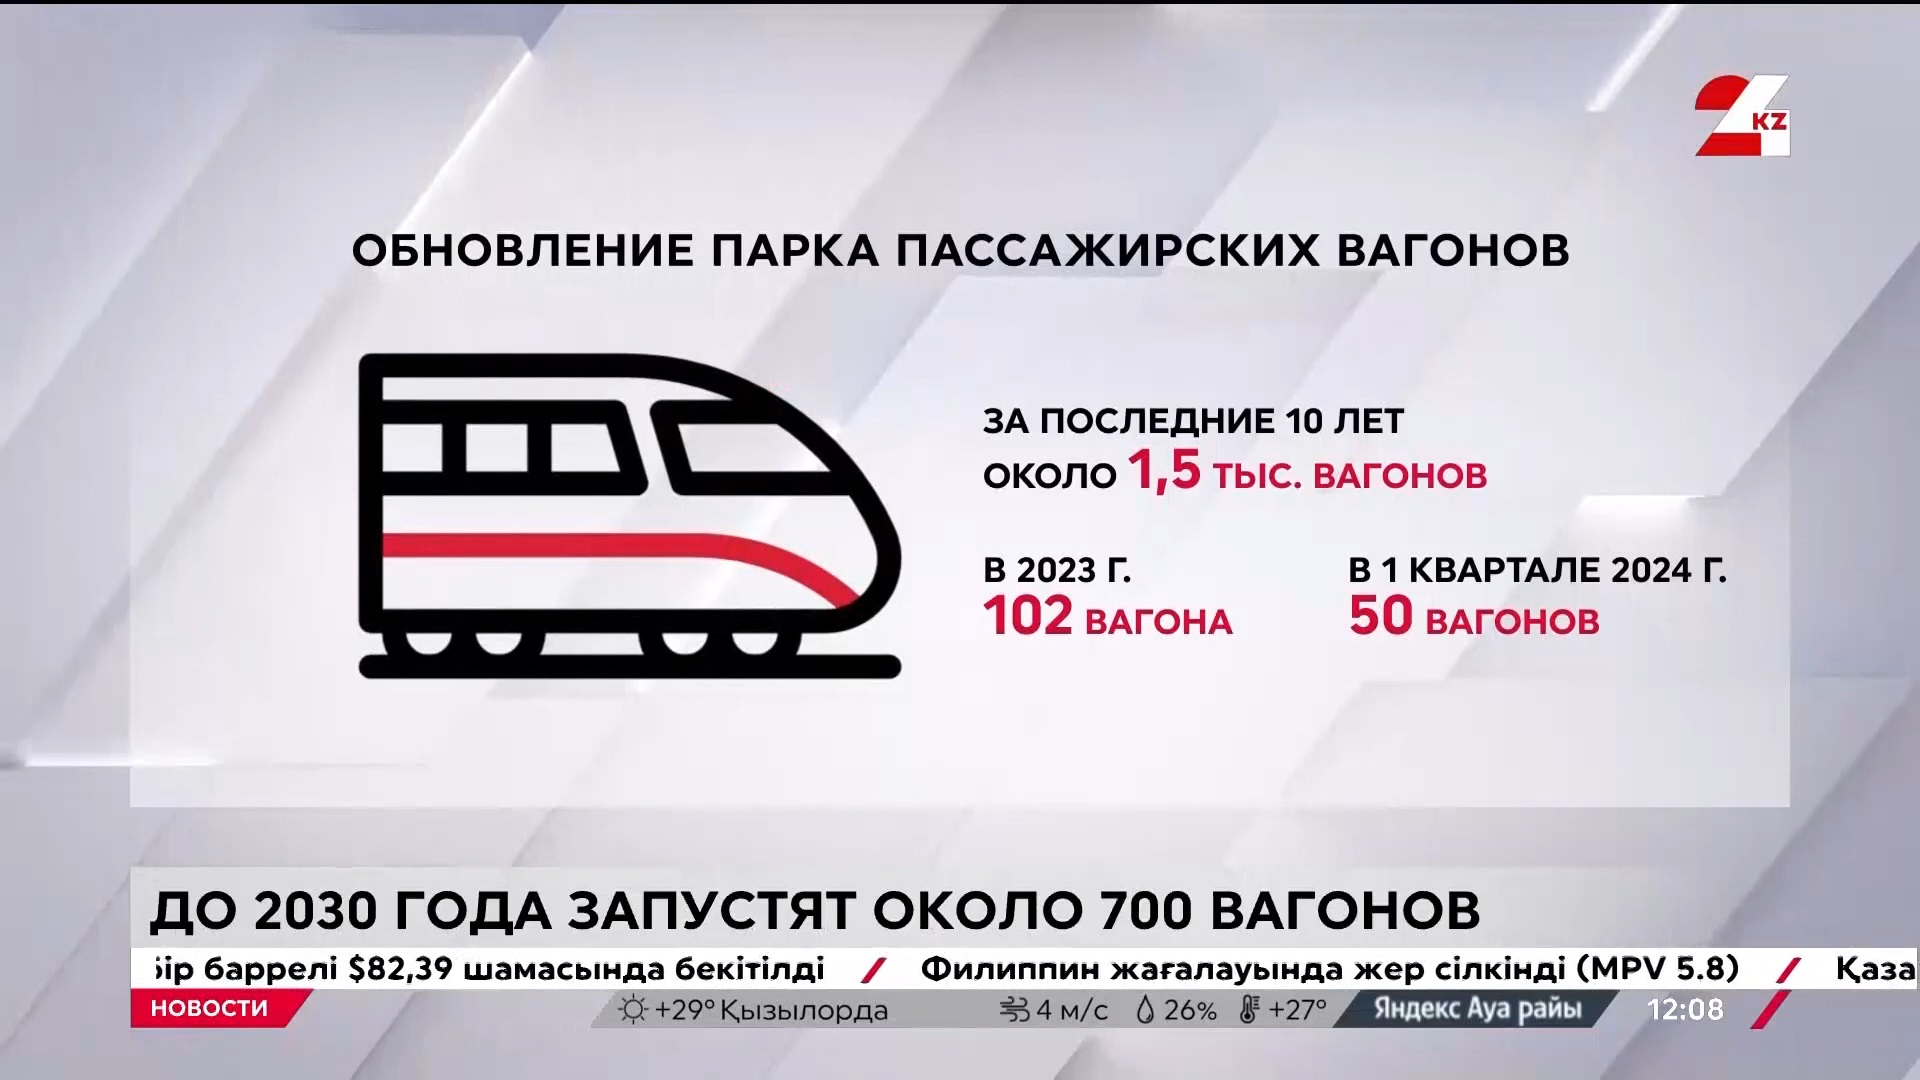 24 KZ
ОБНОВЛЕНИЕ ПАРКА ПАССАЖИРСКИХ ВАГОНОВ
ЗА ПОСЛЕДНИЕ 10 ЛЕТ
ОКОЛО 1,5 ТЫС. ВАГОНОВ
В 2023 Г.
102 ВАГОНА
В 1 КВАРТАЛЕ 2024 Г.
50 ВАГОНОВ
ДО 2030 ГОДА ЗАПУСТЯТ ОКОЛО 700 ВАГОНОВ
баррелі $82,39 шамасында бекітілді / Филиппин жағалауында жер сілкінді (MPV 5.8) / Қаза
НОВОСТИ
+29° Қызылорда 4 м/с 26% +27° Яндекс Ауа райы 12:08